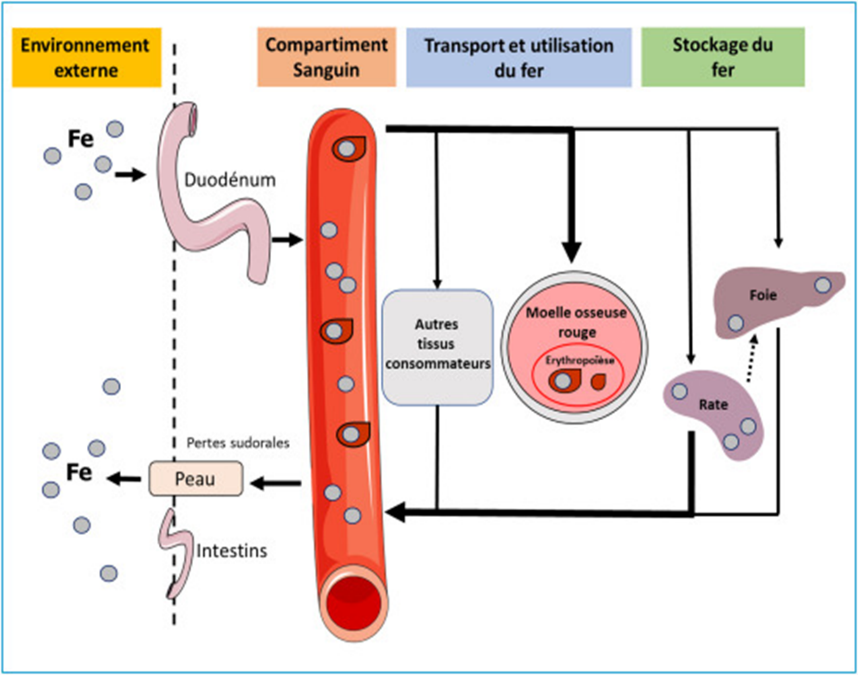 Environnement
externe
Compartiment
Sanguin
Transport et utilisation
du fer
Stockage du
fer
Fe
Duodénum
Autres
tissus
consommateurs
Moelle osseuse
rouge
Erythropoïèse
Foie
Rate
Pertes sudorales
Fe
Peau
Intestins